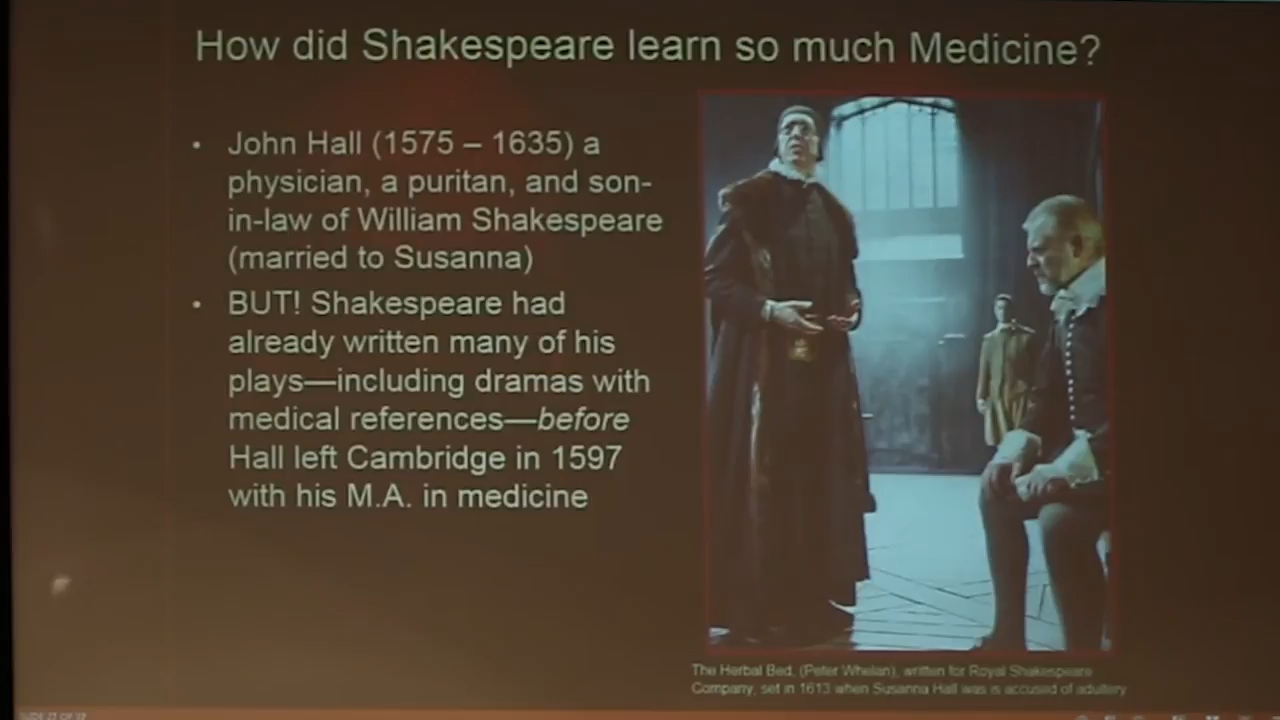 How did Shakespeare learn so much Medicine?
• John Hall (1575 – 1635) a
physician, a puritan, and son-
in-law of William Shakespeare
(married to Susanna)
• BUT! Shakespeare had
already written many of his
plays—including dramas with
medical references—before
Hall left Cambridge in 1597
with his M.A. in medicine
The Herbal Bed, (Peter Whelan), written for Royal Shakespeare
Company, set in 1613 when Susanna Hall was is accused of adultery